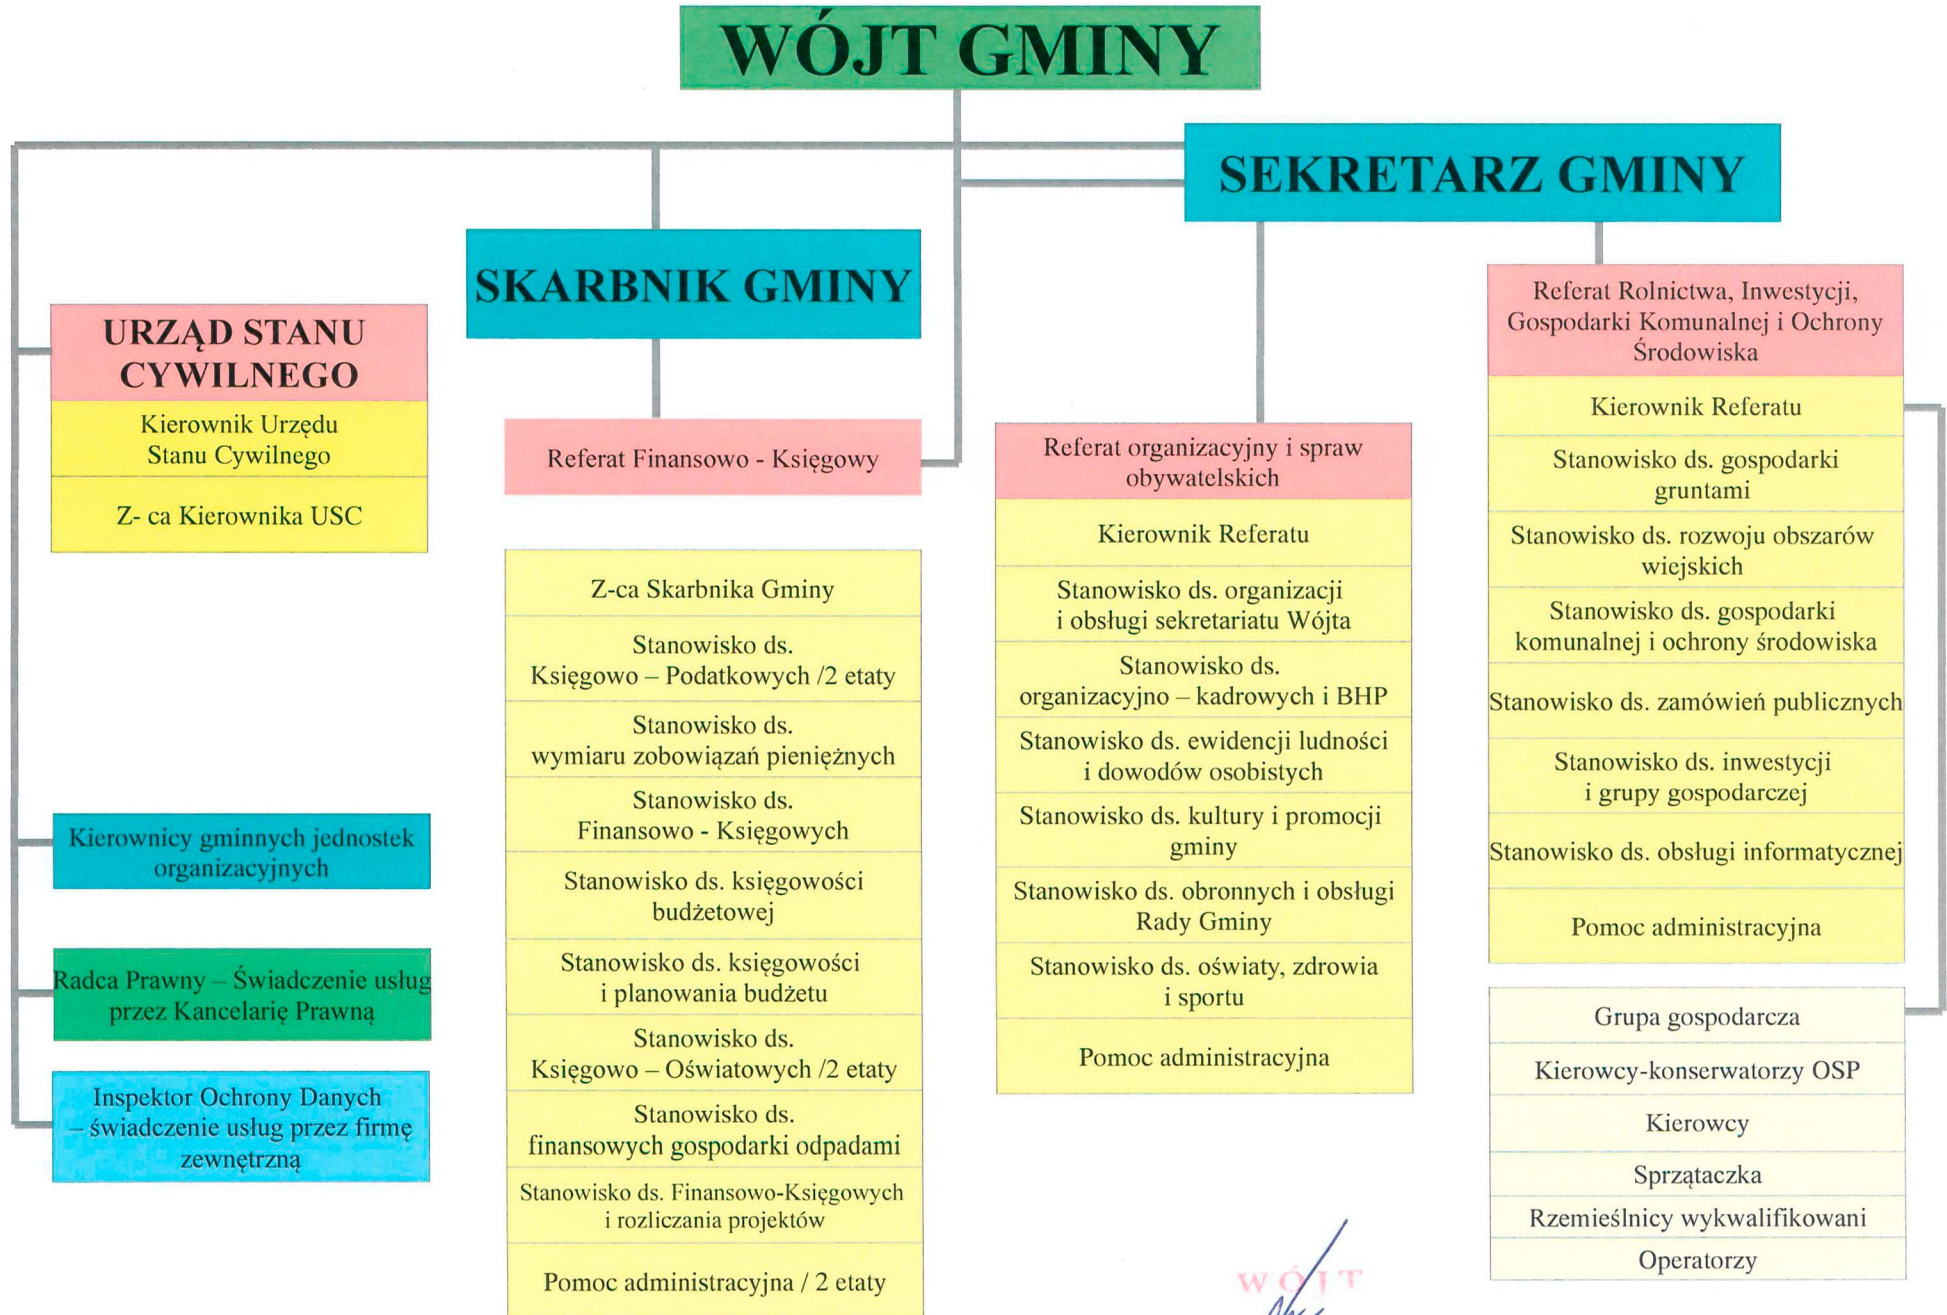 WÓJT GMINY
SEKRETARZ GMINY
SKARBNIK GMINY
URZĄD STANU
CYWILNEGO
Kierownik Urzędu
Stanu Cywilnego
Z- ca Kierownika USC
Kierownicy gminnych jednostek
organizacyjnych
Radca Prawny – Świadczenie usług
przez Kancelarię Prawną
Inspektor Ochrony Danych
– świadczenie usług przez firmę
zewnętrzną
Referat Finansowo - Księgowy
Z-ca Skarbnika Gminy
Stanowisko ds.
Księgowo – Podatkowych /2 etaty
Stanowisko ds.
wymiaru zobowiązań pieniężnych
Stanowisko ds.
Finansowo - Księgowych
Stanowisko ds. księgowości
budżetowej
Stanowisko ds. księgowości
i planowania budżetu
Stanowisko ds.
Księgowo – Oświatowych /2 etaty
Stanowisko ds.
finansowych gospodarki odpadami
Stanowisko ds. Finansowo-Księgowych
i rozliczania projektów
Pomoc administracyjna / 2 etaty
Referat organizacyjny i spraw
obywatelskich
Kierownik Referatu
Stanowisko ds. organizacji
i obsługi sekretariatu Wójta
Stanowisko ds.
organizacyjno – kadrowych i BHP
Stanowisko ds. ewidencji ludności
i dowodów osobistych
Stanowisko ds. kultury i promocji
gminy
Stanowisko ds. obronnych i obsługi
Rady Gminy
Stanowisko ds. oświaty, zdrowia
i sportu
Pomoc administracyjna
Referat Rolnictwa, Inwestycji,
Gospodarki Komunalnej i Ochrony
Środowiska
Kierownik Referatu
Stanowisko ds. gospodarki
gruntami
Stanowisko ds. rozwoju obszarów
wiejskich
Stanowisko ds. gospodarki
komunalnej i ochrony środowiska
Stanowisko ds. zamówień publicznych
Stanowisko ds. inwestycji
i grupy gospodarczej
Stanowisko ds. obsługi informatycznej
Pomoc administracyjna
Grupa gospodarcza
Kierowcy-konserwatorzy OSP
Kierowcy
Sprzątaczka
Rzemieślnicy wykwalifikowani
Operatorzy
WÓJT